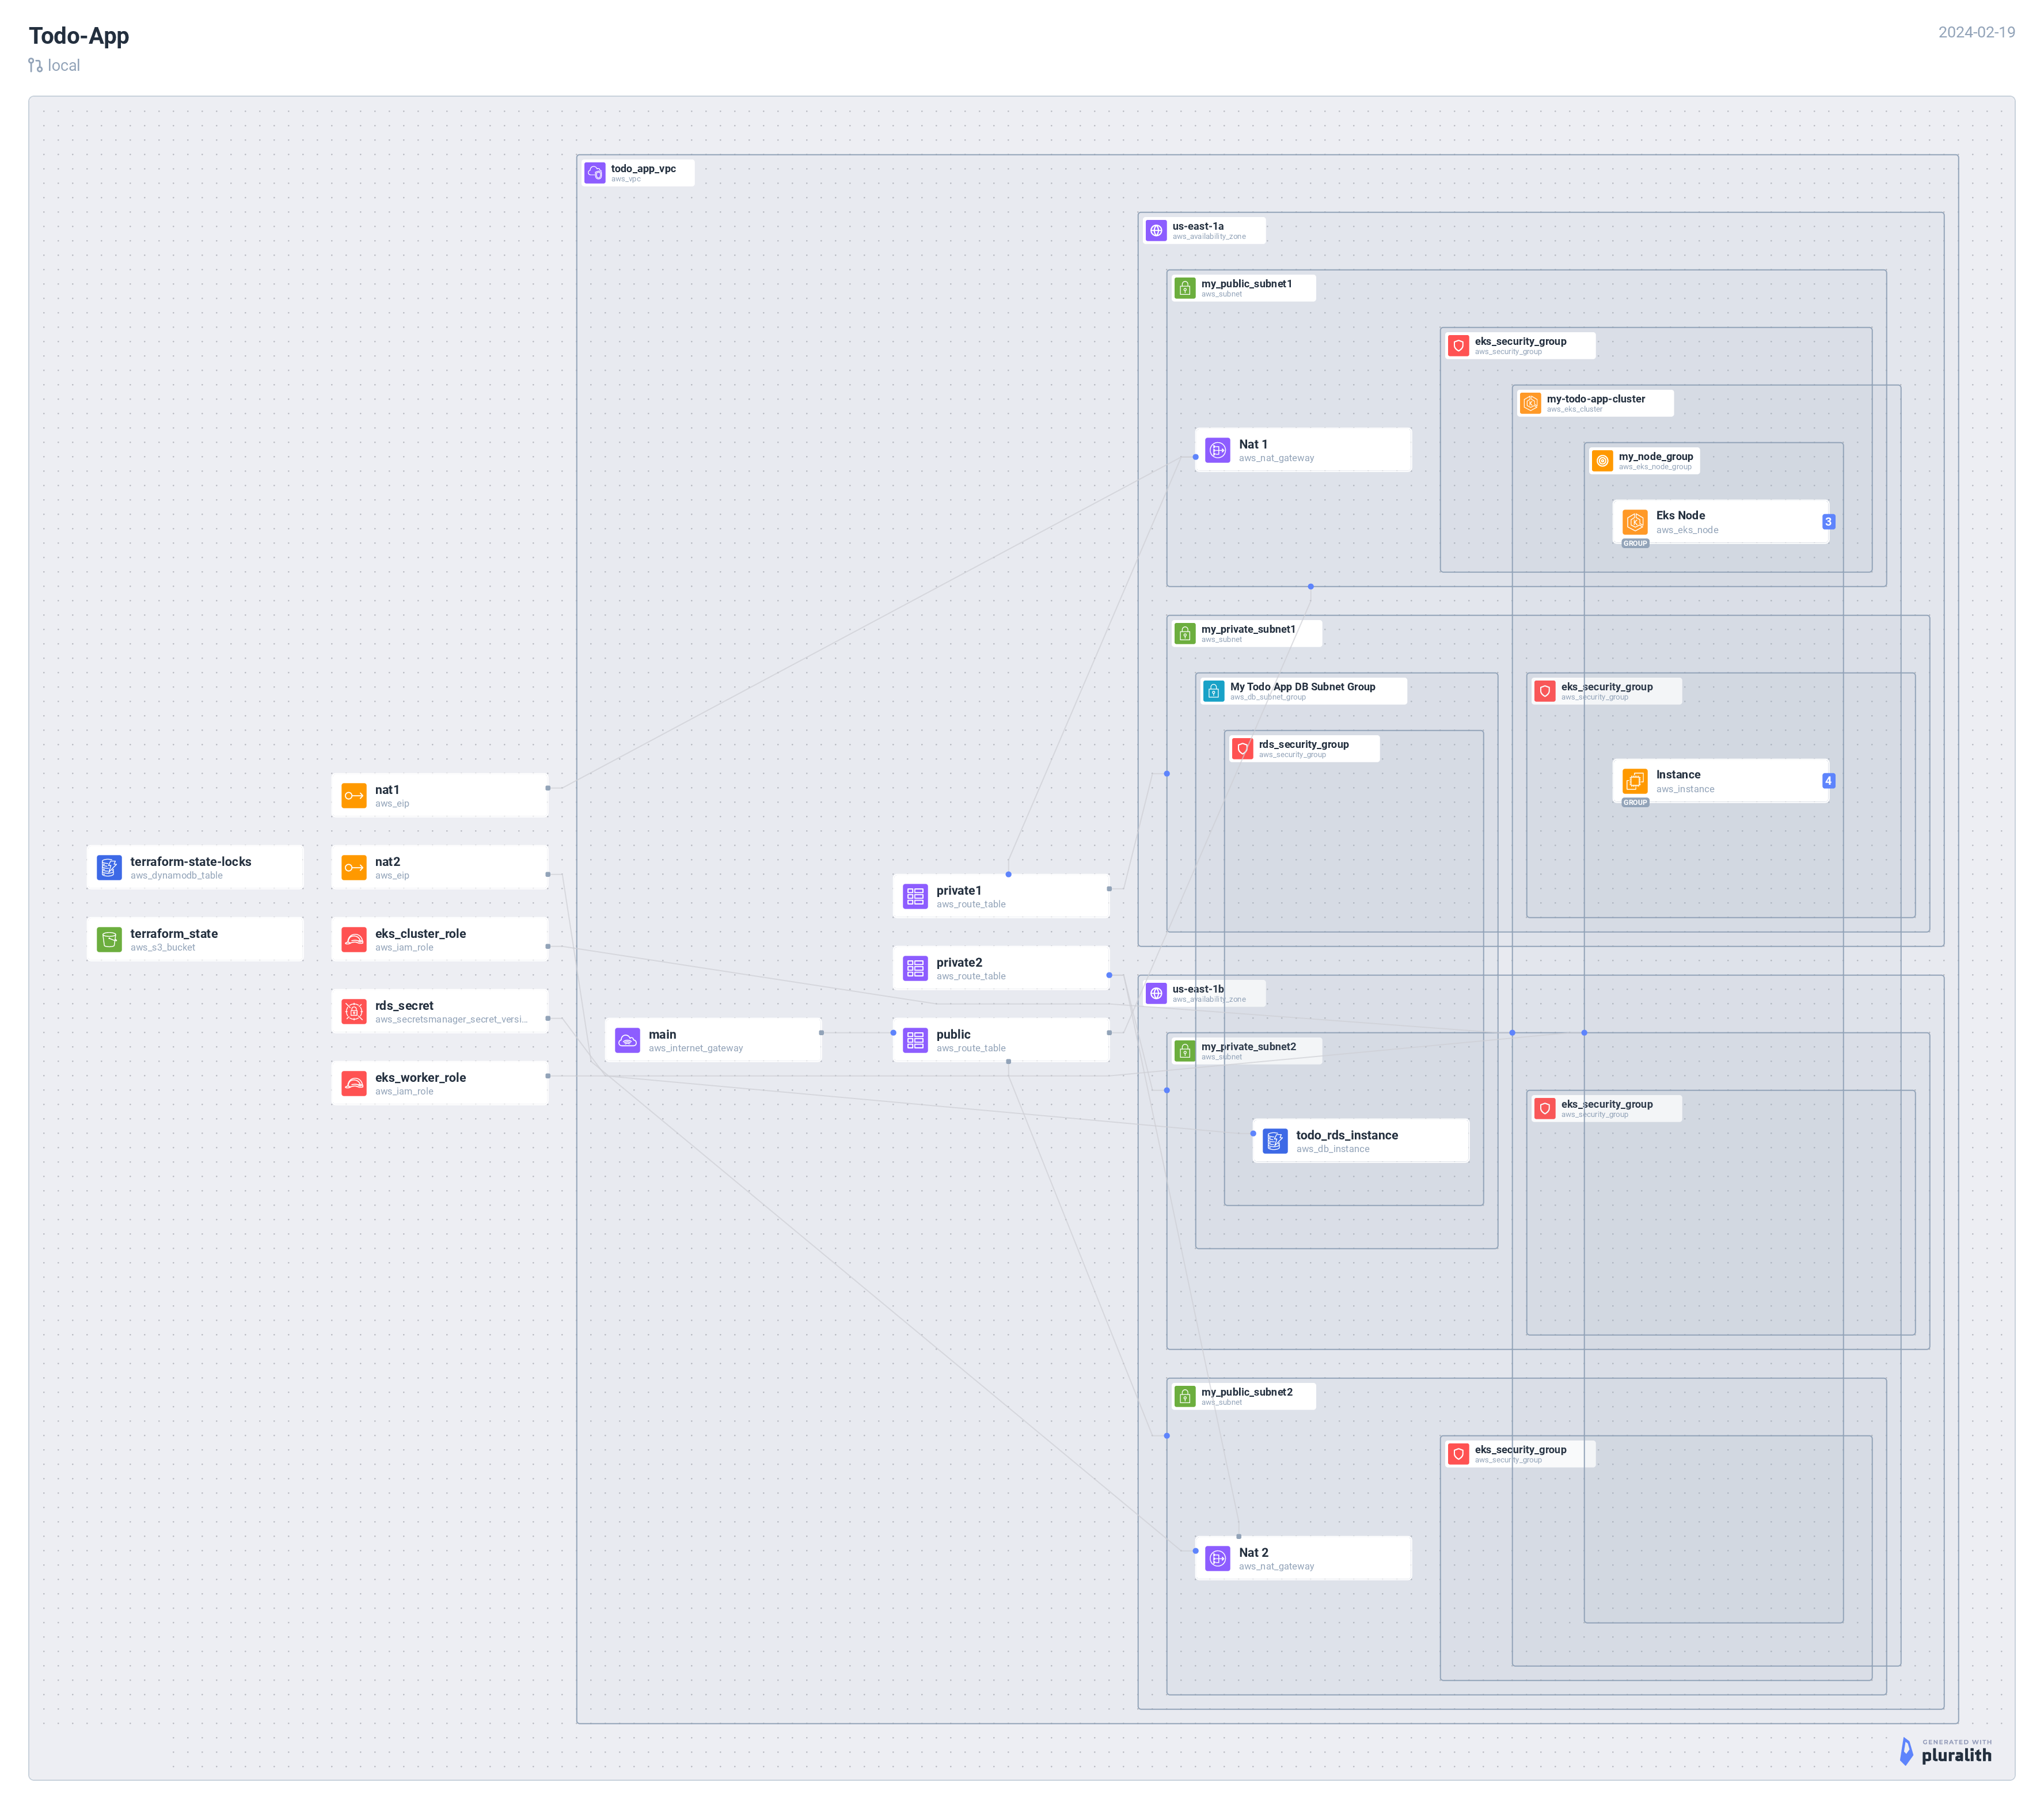 Todo-App
2024-02-19
local
todo_app_vpc
aws_vpc
us-east-1a
aws_availability_zone
my_public_subnet1
aws_subnet
eks_security_group
aws_security_group
my-todo-app-cluster
aws_eks_cluster
Nat 1
aws_nat_gateway
my_node_group
aws_eks_node_group
Eks Node
aws_eks_node
3
GROUP
my_private_subnet1
aws_subnet
My Todo App DB Subnet Group
aws_db_subnet_group
eks_security_group
aws_security_group
rds_security_group
aws_security_group
Instance
aws_instance
4
GROUP
nat1
aws_eip
terraform-state-locks
aws_dynamodb_table
nat2
aws_eip
private1
aws_route_table
terraform_state
aws_s3_bucket
eks_cluster_role
aws_iam_role
private2
aws_route_table
us-east-1b
aws_availability_zone
rds_secret
aws_secretsmanager_secret_versi...
main
aws_internet_gateway
public
aws_route_table
my_private_subnet2
aws_subnet
eks_worker_role
aws_iam_role
eks_security_group
aws_security_group
todo_rds_instance
aws_db_instance
my_public_subnet2
aws_subnet
eks_security_group
aws_security_group
Nat 2
aws_nat_gateway
GENERATED WITH
pluralith